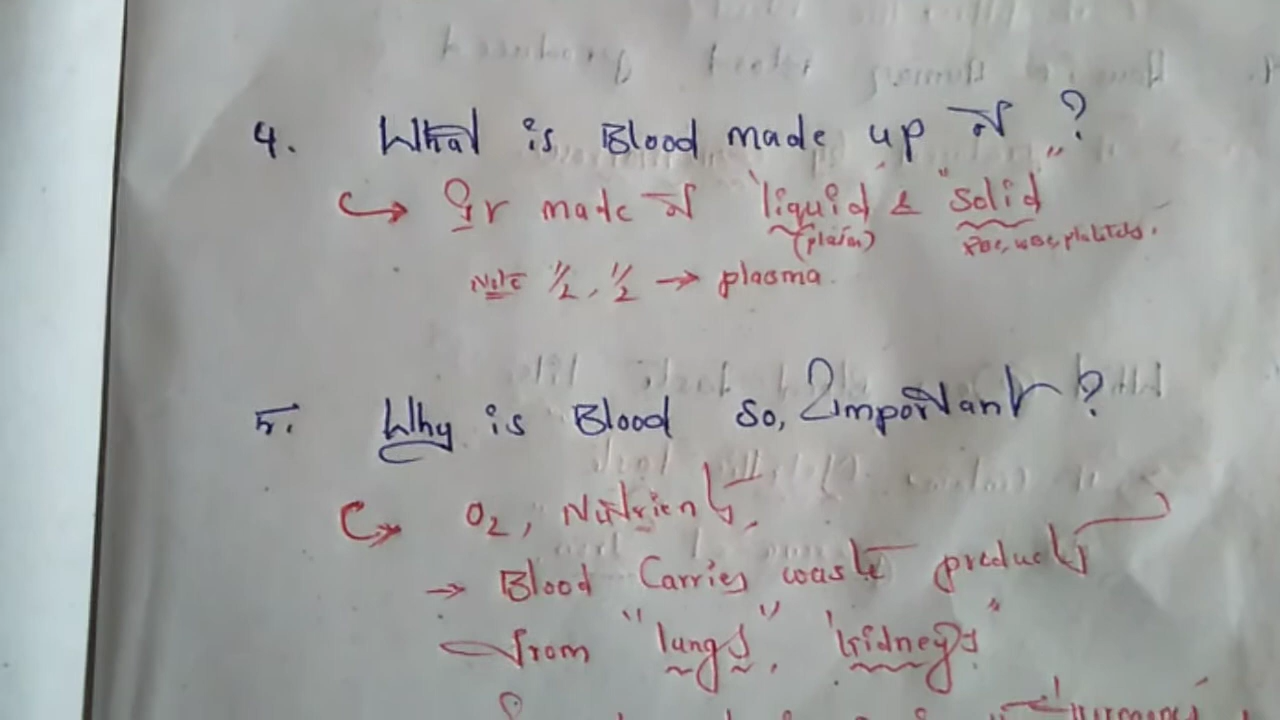 4. What is Blood made up of ?
↪ It made of "liquid" & "solid"
(plasm) RBC, WBC, platelets.
Note ½, ½ → plasma.
5. Why is Blood so, important ?
↪ O2, Nutrients,
→ Blood Carries waste products
from "lungs", "kidneys"